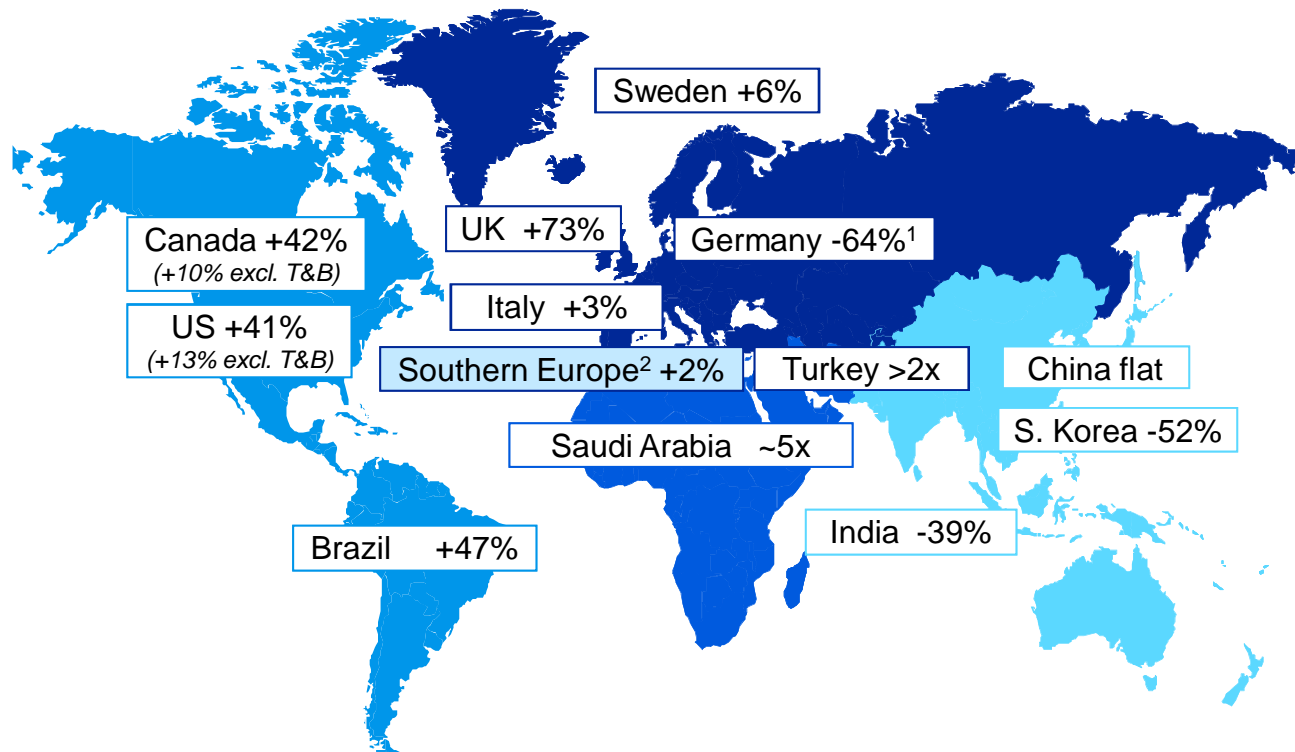 Sweden +6%
UK +73%
Germany -64%¹
Canada +42%
(+10% excl. T&B)
Italy +3%
US +41%
(+13% excl. T&B)
Southern Europe² +2%
Turkey >2x
China flat
S. Korea -52%
Saudi Arabia ~5x
India -39%
Brazil +47%